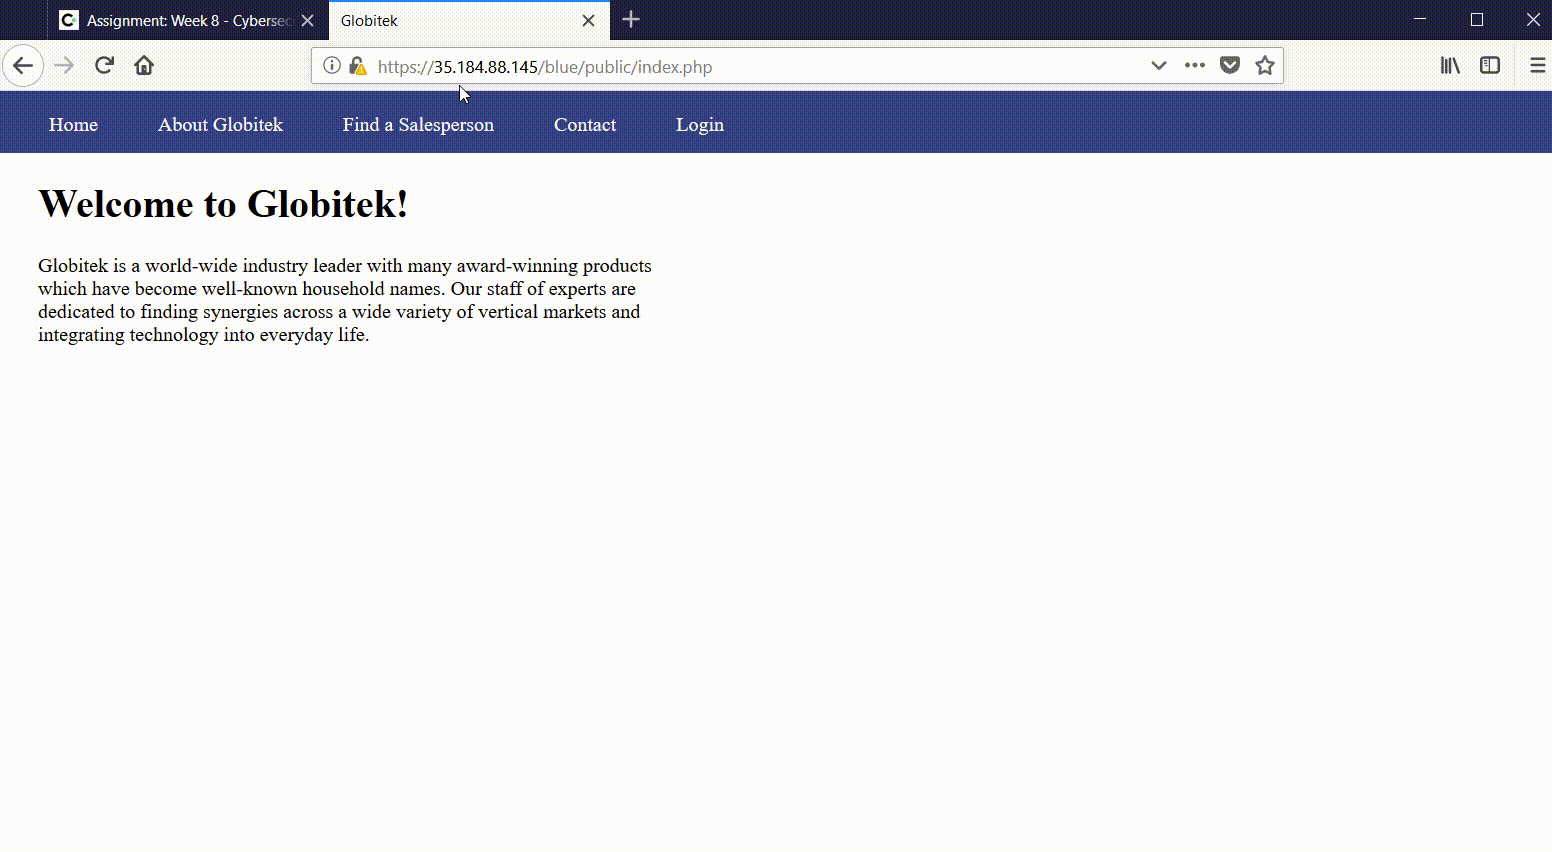 Assignment: Week 8 - Cybersec
Globitek
https://35.184.88.145/blue/public/index.php
Home About Globitek Find a Salesperson Contact Login
Welcome to Globitek!
Globitek is a world-wide industry leader with many award-winning products
which have become well-known household names. Our staff of experts are
dedicated to finding synergies across a wide variety of vertical markets and
integrating technology into everyday life.